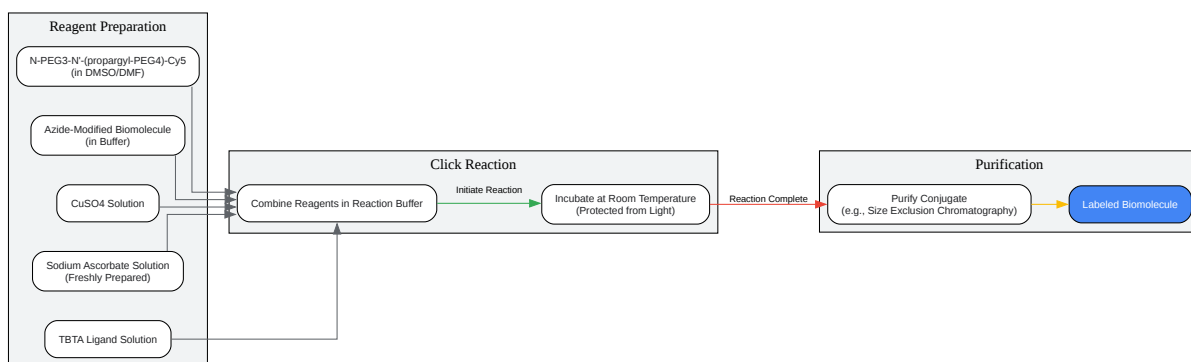 Reagent Preparation
N-PEG3-N'-(propargyl-PEG4)-Cy5
(in DMSO/DMF)
Azide-Modified Biomolecule
(in Buffer)
CuSO4 Solution
Sodium Ascorbate Solution
(Freshly Prepared)
TBTA Ligand Solution
Click Reaction
Combine Reagents in Reaction Buffer
Initiate Reaction
Incubate at Room Temperature
(Protected from Light)
Reaction Complete
Purification
Purify Conjugate
(e.g., Size Exclusion Chromatography)
Labeled Biomolecule